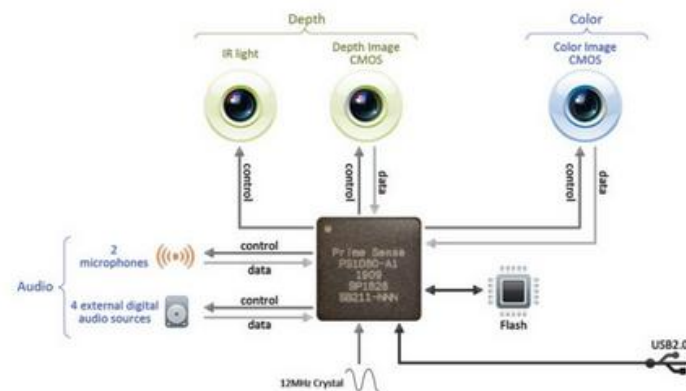 Depth
Color
IR light
Depth Image
CMOS
Color Image
CMOS
control
control
data
control
data
2
microphones
control
data
Audio
4 external digital
audio sources
control
data
Prime Sense
PS1080-A1
1909
SP1828
SB211-NNN
Flash
12MHz Crystal
USB2.0